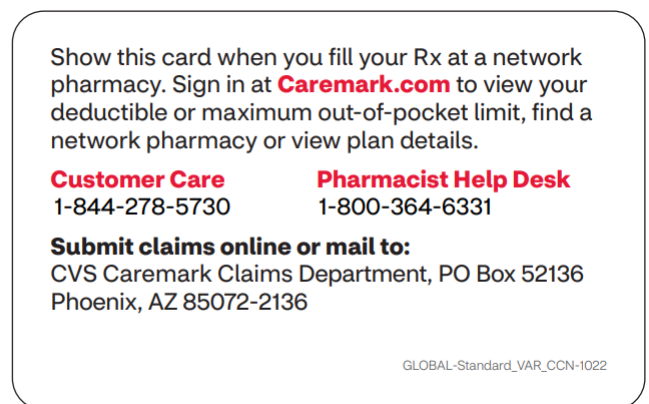 Show this card when you fill your Rx at a network
pharmacy. Sign in at Caremark.com to view your
deductible or maximum out-of-pocket limit, find a
network pharmacy or view plan details.
Customer Care Pharmacist Help Desk
1-844-278-5730 1-800-364-6331
Submit claims online or mail to:
CVS Caremark Claims Department, PO Box 52136
Phoenix, AZ 85072-2136
GLOBAL-Standard_VAR_CCN-1022